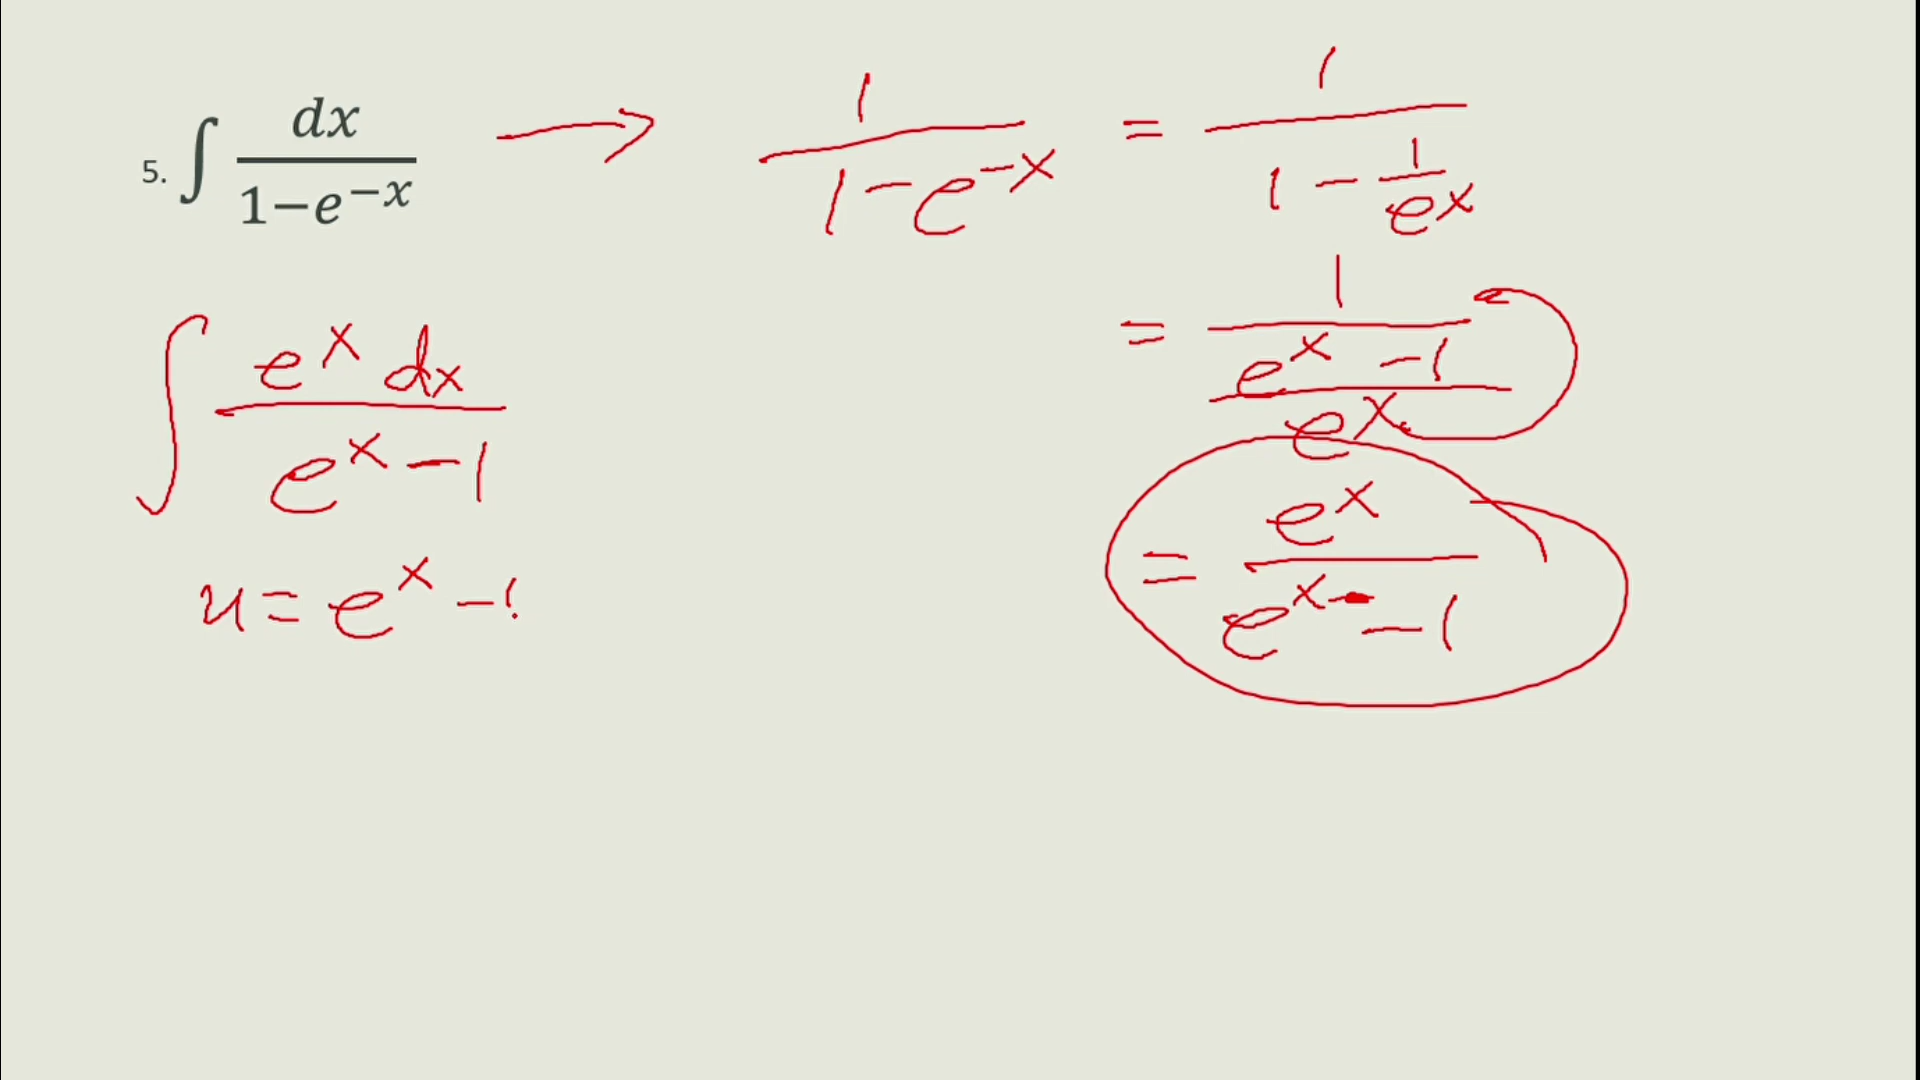 5. ∫ dx / (1−e^−x) → 1 / (1−e^−x) = 1 / (1 − 1/e^x)
= 1 / ((e^x −1) / e^x)
∫ e^x dx / (e^x −1)
= e^x / (e^x −1)
u = e^x −1